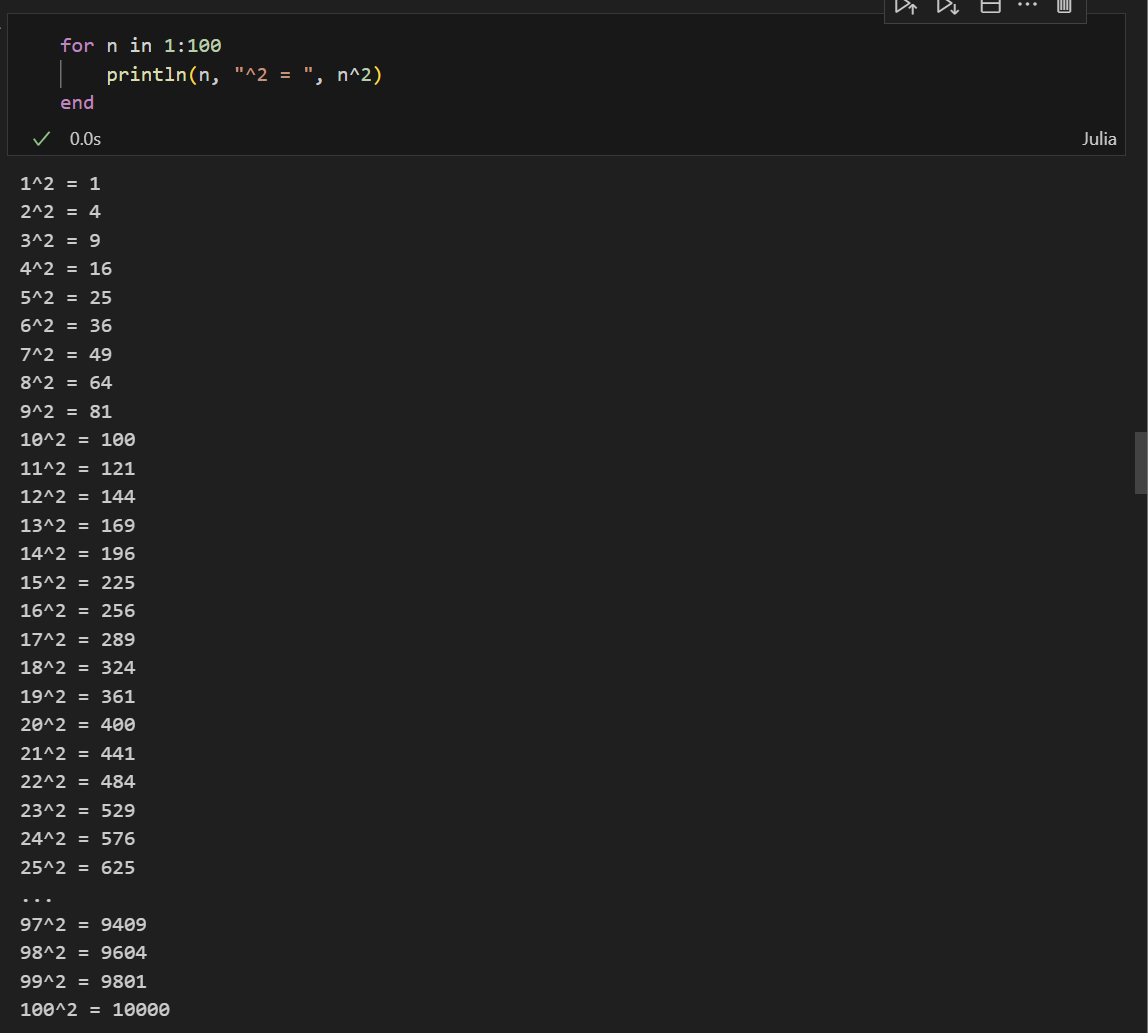 for n in 1:100
    println(n, "^2 = ", n^2)
end
0.0s
Julia
1^2 = 1
2^2 = 4
3^2 = 9
4^2 = 16
5^2 = 25
6^2 = 36
7^2 = 49
8^2 = 64
9^2 = 81
10^2 = 100
11^2 = 121
12^2 = 144
13^2 = 169
14^2 = 196
15^2 = 225
16^2 = 256
17^2 = 289
18^2 = 324
19^2 = 361
20^2 = 400
21^2 = 441
22^2 = 484
23^2 = 529
24^2 = 576
25^2 = 625
...
97^2 = 9409
98^2 = 9604
99^2 = 9801
100^2 = 10000